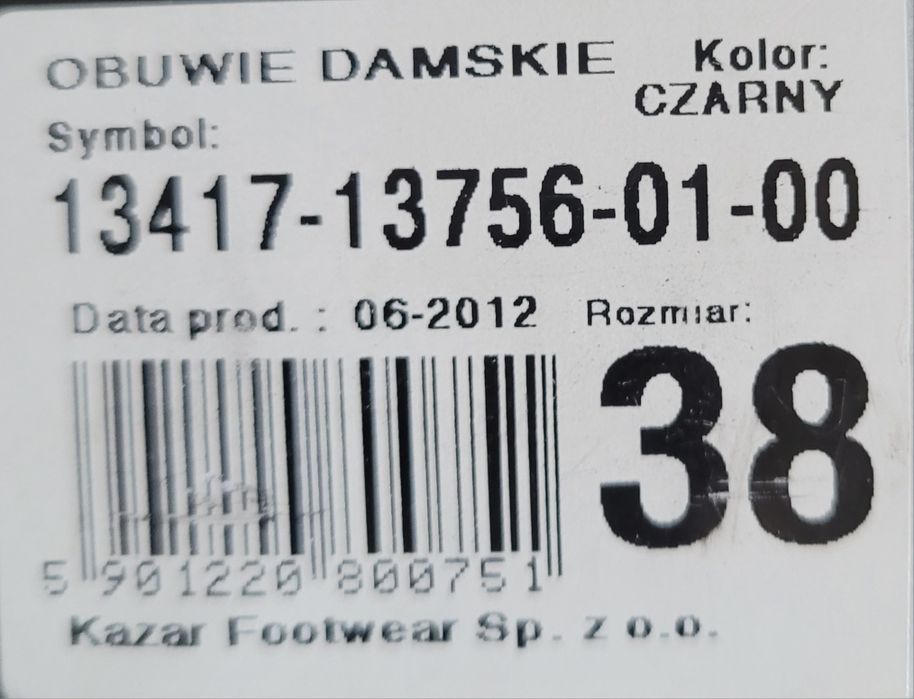 OBUWIE DAMSKIE Kolor:
CZARNY
Symbol:
13417-13756-01-00
Data prod. : 06-2012 Rozmiar:
38
5 901220 800751
Kazar Footwear Sp. z o.o.